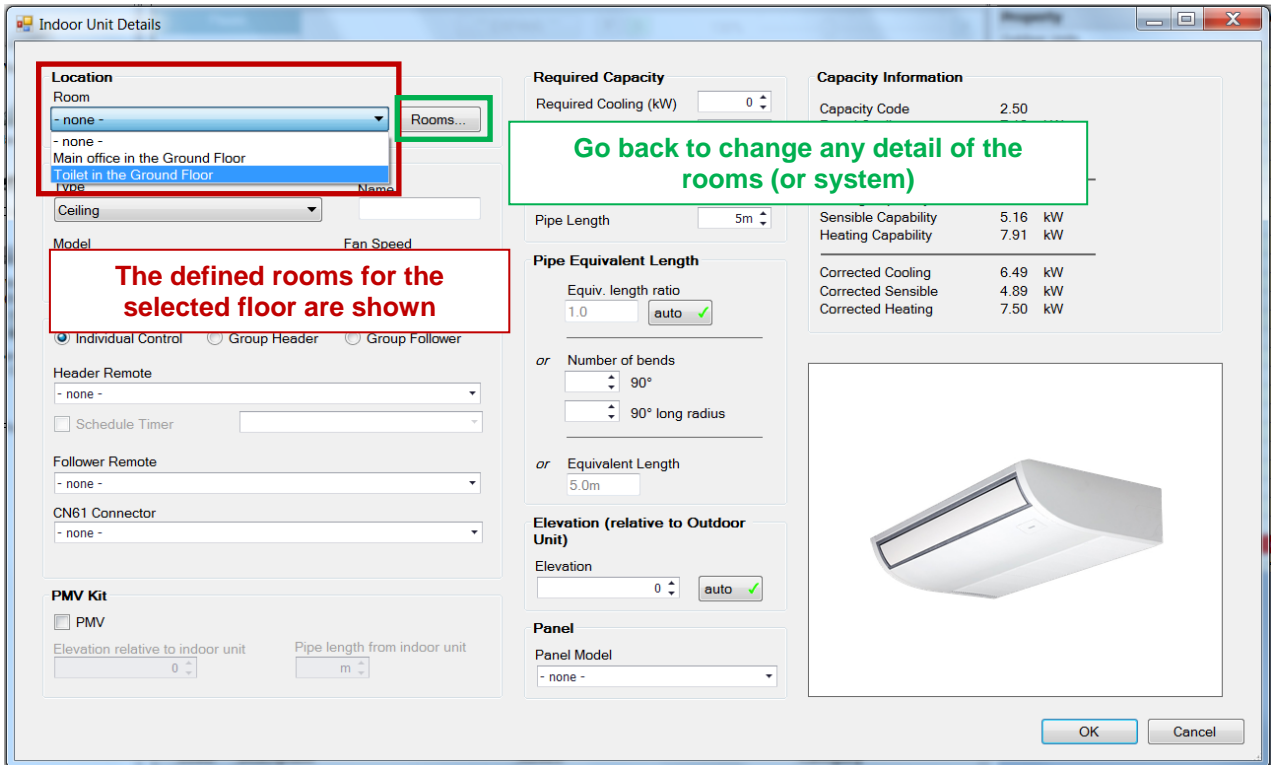 Indoor Unit Details
Location
Room
- none -
Rooms...
- none -
Main office in the Ground Floor
Toilet in the Ground Floor
Type
Name
Ceiling
Model
Fan Speed
The defined rooms for the
selected floor are shown
Individual Control
Group Header
Group Follower
Header Remote
- none -
Schedule Timer
Follower Remote
- none -
CN61 Connector
- none -
PMV Kit
PMV
Elevation relative to indoor unit
Pipe length from indoor unit
0
m
Required Capacity
Required Cooling (kW)
0
Go back to change any detail of the
rooms (or system)
Pipe Length
5m
Pipe Equivalent Length
Equiv. length ratio
1.0
auto
or Number of bends
90°
90° long radius
or Equivalent Length
5.0m
Elevation (relative to Outdoor
Unit)
Elevation
0
auto
Panel
Panel Model
- none -
Capacity Information
Capacity Code 2.50
Sensible Capability 5.16 kW
Heating Capability 7.91 kW
Corrected Cooling 6.49 kW
Corrected Sensible 4.89 kW
Corrected Heating 7.50 kW
OK
Cancel